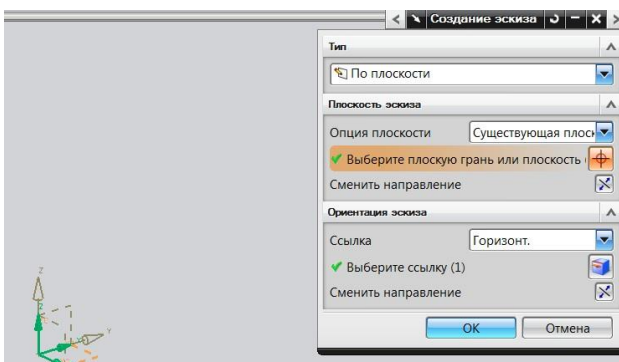 Создание эскиза
Тип
По плоскости
Плоскость эскиза
Опция плоскости Существующая плос
Выберите плоскую грань или плоскость
Сменить направление
Ориентация эскиза
Ссылка Горизонт.
Выберите ссылку (1)
Сменить направление
OK Отмена
Z
Y